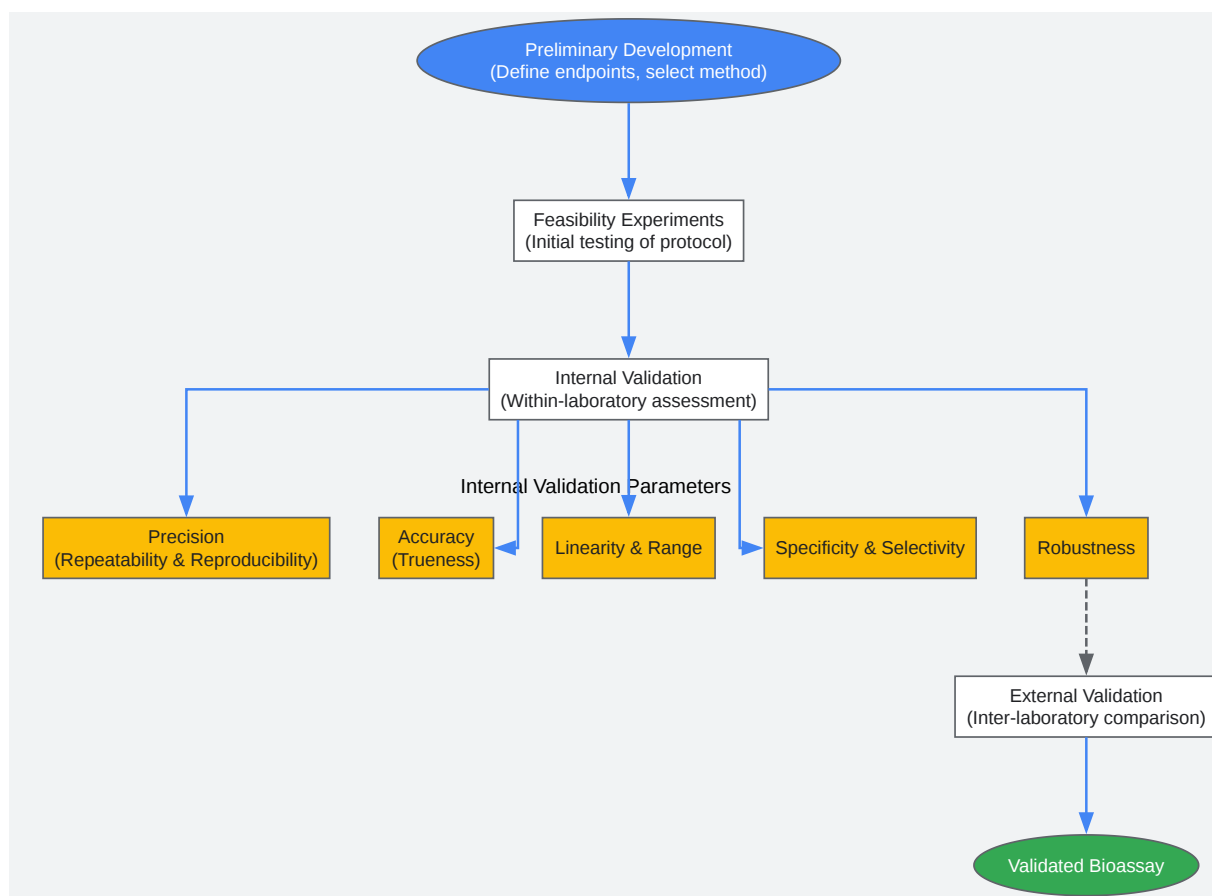 Preliminary Development
(Define endpoints, select method)
Feasibility Experiments
(Initial testing of protocol)
Internal Validation
(Within-laboratory assessment)
Internal Validation Parameters
Precision
(Repeatability & Reproducibility)
Accuracy
(Trueness)
Linearity & Range
Specificity & Selectivity
Robustness
External Validation
(Inter-laboratory comparison)
Validated Bioassay